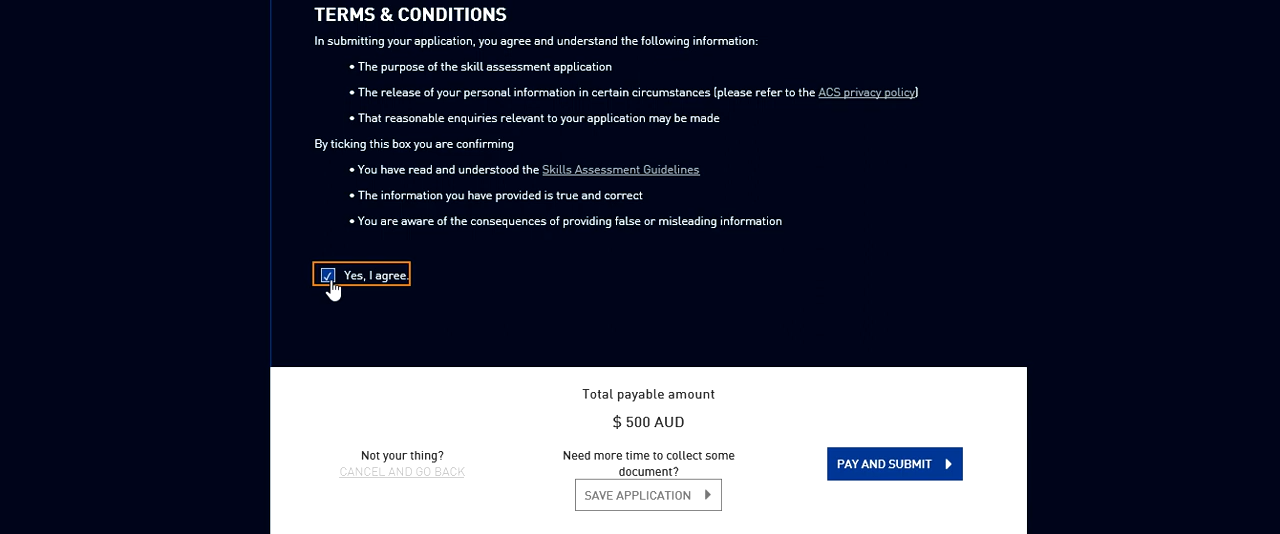 TERMS & CONDITIONS
In submitting your application, you agree and understand the following information:
• The purpose of the skill assessment application
• The release of your personal information in certain circumstances (please refer to the ACS privacy policy)
• That reasonable enquiries relevant to your application may be made
By ticking this box you are confirming
• You have read and understood the Skills Assessment Guidelines
• The information you have provided is true and correct
• You are aware of the consequences of providing false or misleading information
Yes, I agree.
Total payable amount
$ 500 AUD
Not your thing?
CANCEL AND GO BACK
Need more time to collect some
document?
SAVE APPLICATION
PAY AND SUBMIT